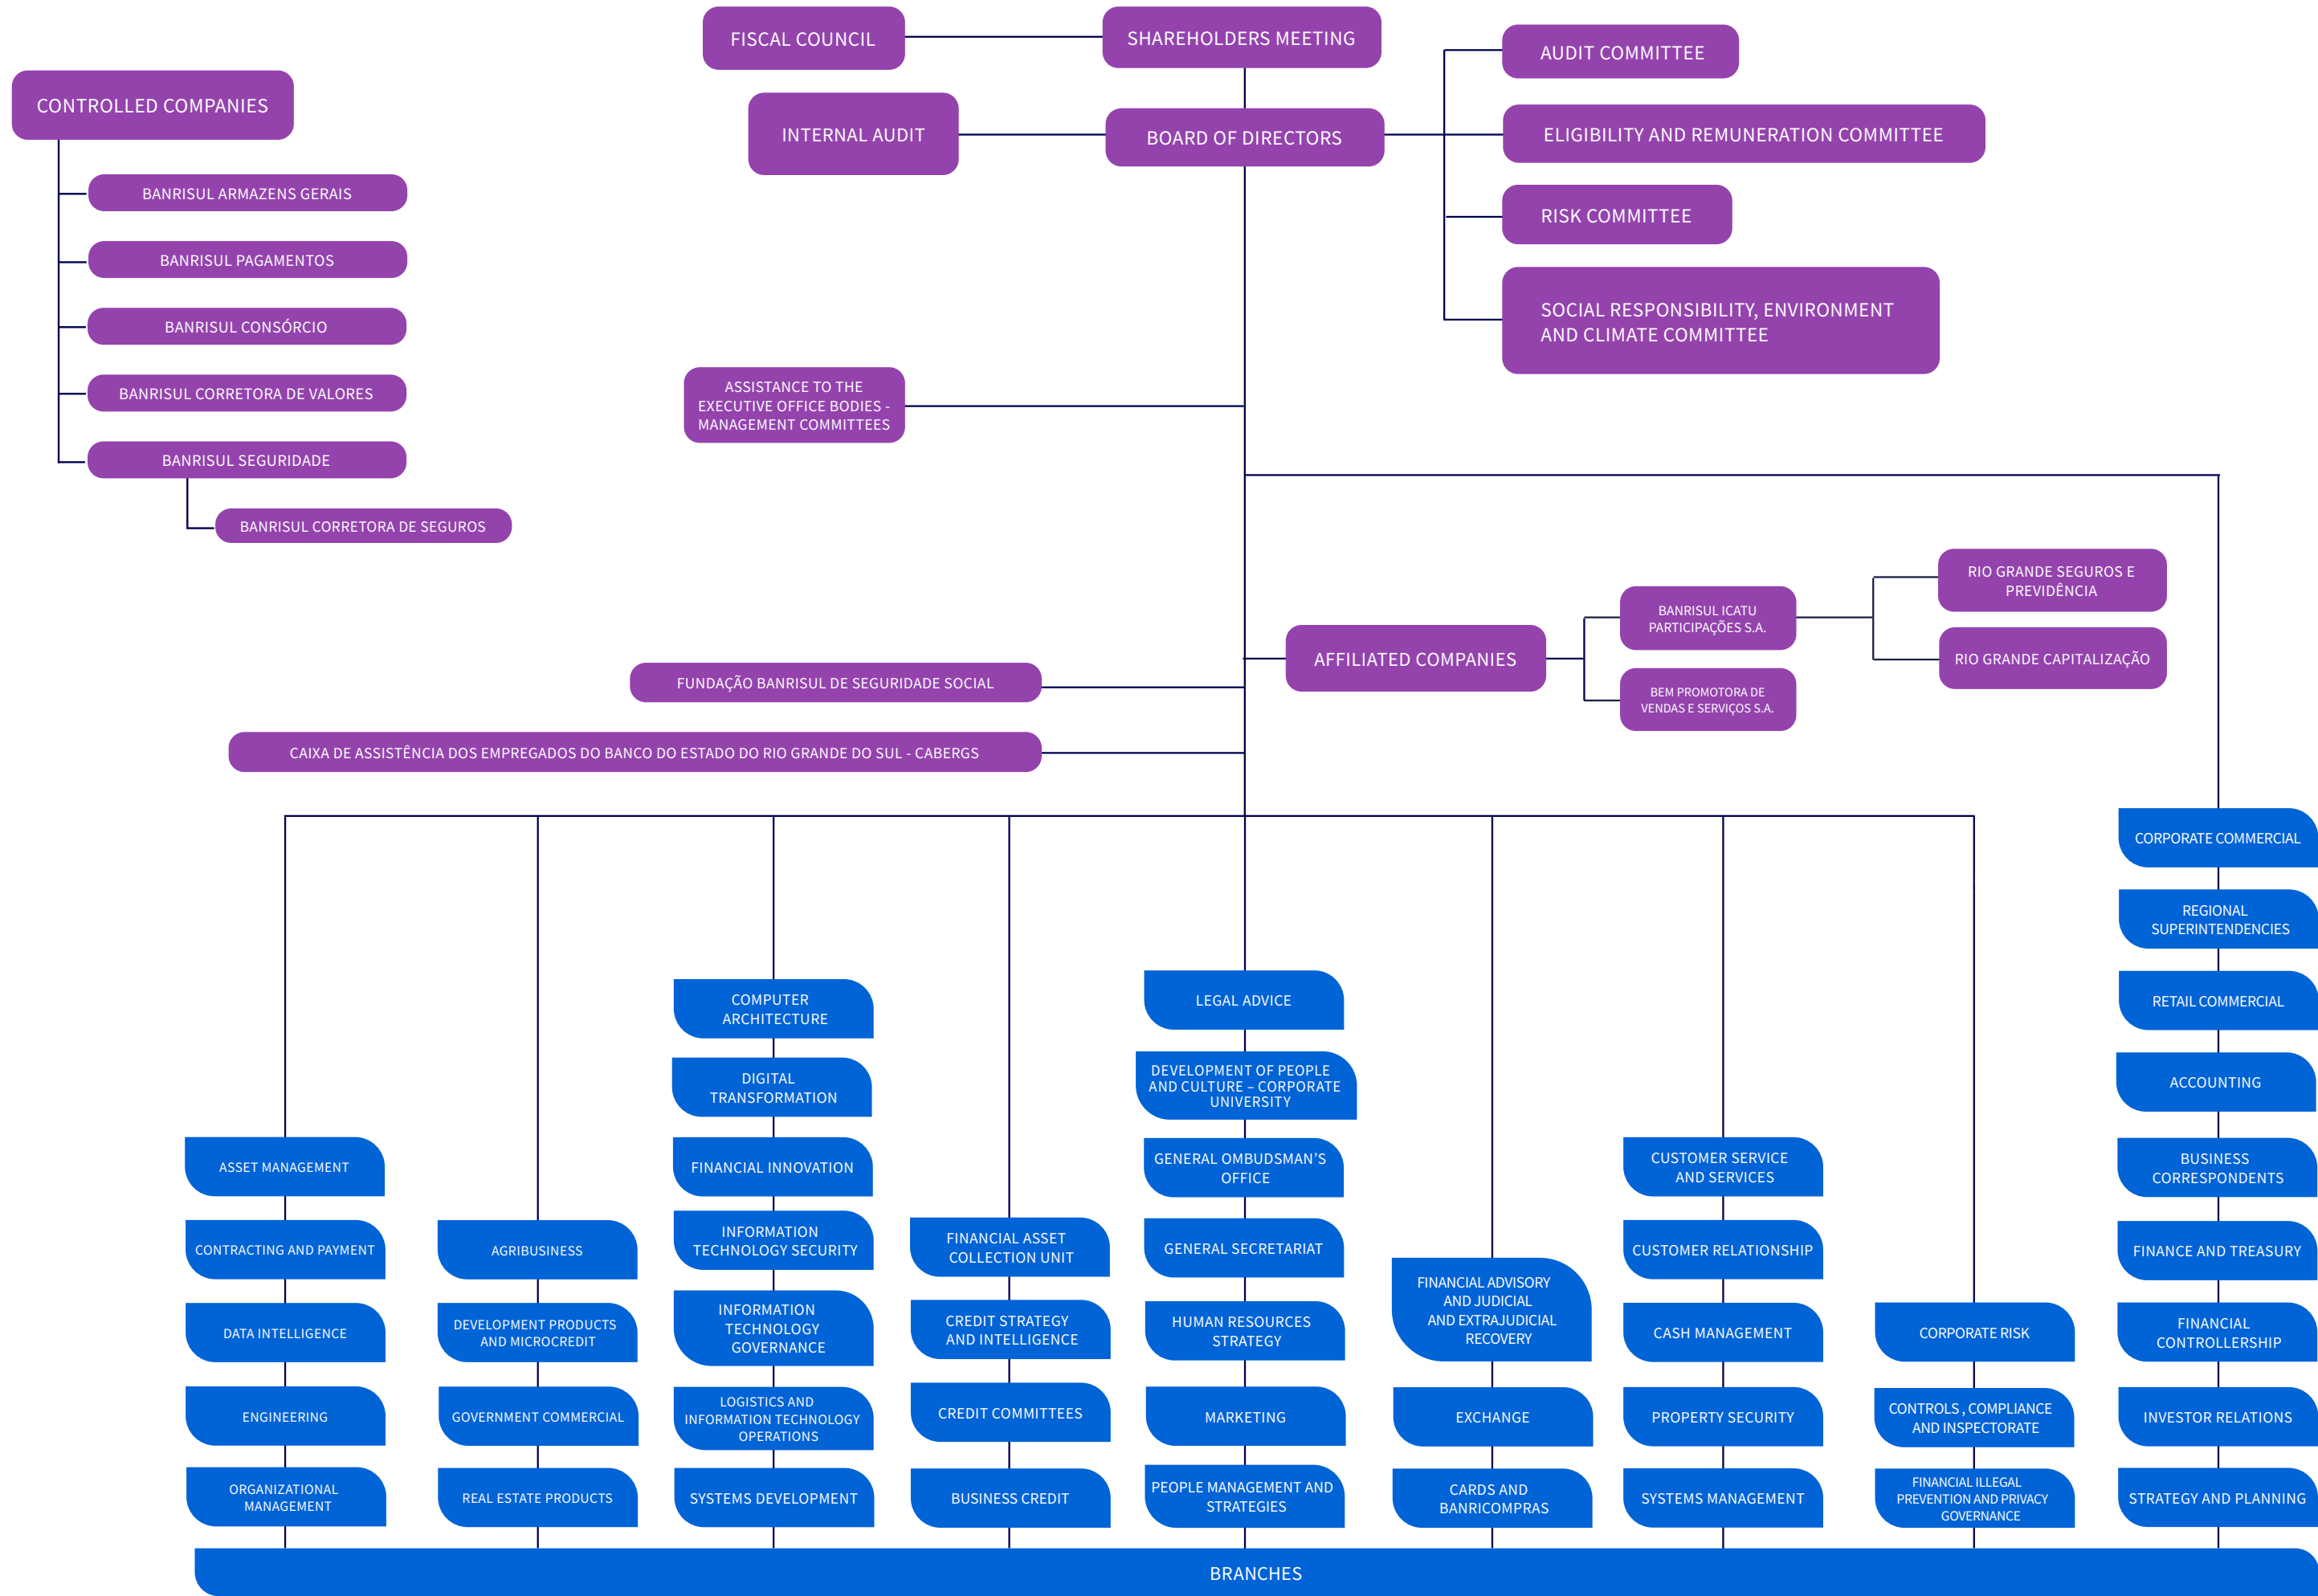 FISCAL COUNCIL
SHAREHOLDERS MEETING
AUDIT COMMITTEE
CONTROLLED COMPANIES
INTERNAL AUDIT
BOARD OF DIRECTORS
ELIGIBILITY AND REMUNERATION COMMITTEE
RISK COMMITTEE
SOCIAL RESPONSIBILITY, ENVIRONMENT
AND CLIMATE COMMITTEE
BANRISUL ARMAZENS GERAIS
BANRISUL PAGAMENTOS
BANRISUL CONSÓRCIO
BANRISUL CORRETORA DE VALORES
BANRISUL SEGURIDADE
BANRISUL CORRETORA DE SEGUROS
ASSISTANCE TO THE
EXECUTIVE OFFICE BODIES -
MANAGEMENT COMMITTEES
AFFILIATED COMPANIES
BANRISUL ICATU
PARTICIPAÇÕES S.A.
BEM PROMOTORA DE
VENDAS E SERVIÇOS S.A.
RIO GRANDE SEGUROS E
PREVIDÊNCIA
RIO GRANDE CAPITALIZAÇÃO
FUNDAÇÃO BANRISUL DE SEGURIDADE SOCIAL
CAIXA DE ASSISTÊNCIA DOS EMPREGADOS DO BANCO DO ESTADO DO RIO GRANDE DO SUL - CABERGS
ASSET MANAGEMENT
CONTRACTING AND PAYMENT
DATA INTELLIGENCE
ENGINEERING
ORGANIZATIONAL
MANAGEMENT
AGRIBUSINESS
DEVELOPMENT PRODUCTS
AND MICROCREDIT
GOVERNMENT COMMERCIAL
REAL ESTATE PRODUCTS
COMPUTER
ARCHITECTURE
DIGITAL
TRANSFORMATION
FINANCIAL INNOVATION
INFORMATION
TECHNOLOGY SECURITY
INFORMATION
TECHNOLOGY
GOVERNANCE
LOGISTICS AND
INFORMATION TECHNOLOGY
OPERATIONS
SYSTEMS DEVELOPMENT
FINANCIAL ASSET
COLLECTION UNIT
CREDIT STRATEGY
AND INTELLIGENCE
CREDIT COMMITTEES
BUSINESS CREDIT
LEGAL ADVICE
DEVELOPMENT OF PEOPLE
AND CULTURE – CORPORATE
UNIVERSITY
GENERAL OMBUDSMAN’S
OFFICE
GENERAL SECRETARIAT
HUMAN RESOURCES
STRATEGY
MARKETING
PEOPLE MANAGEMENT AND
STRATEGIES
FINANCIAL ADVISORY
AND JUDICIAL
AND EXTRAJUDICIAL
RECOVERY
EXCHANGE
CARDS AND
BANRICOMPRAS
CUSTOMER SERVICE
AND SERVICES
CUSTOMER RELATIONSHIP
CASH MANAGEMENT
PROPERTY SECURITY
SYSTEMS MANAGEMENT
CORPORATE RISK
CONTROLS , COMPLIANCE
AND INSPECTORATE
FINANCIAL ILLEGAL
PREVENTION AND PRIVACY
GOVERNANCE
CORPORATE COMMERCIAL
REGIONAL
SUPERINTENDENCIES
RETAIL COMMERCIAL
ACCOUNTING
BUSINESS
CORRESPONDENTS
FINANCE AND TREASURY
FINANCIAL
CONTROLLERSHIP
INVESTOR RELATIONS
STRATEGY AND PLANNING
BRANCHES